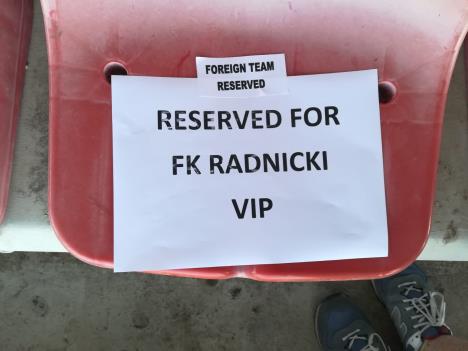 FOREIGN TEAM
RESERVED
RESERVED FOR
FK RADNICKI
VIP